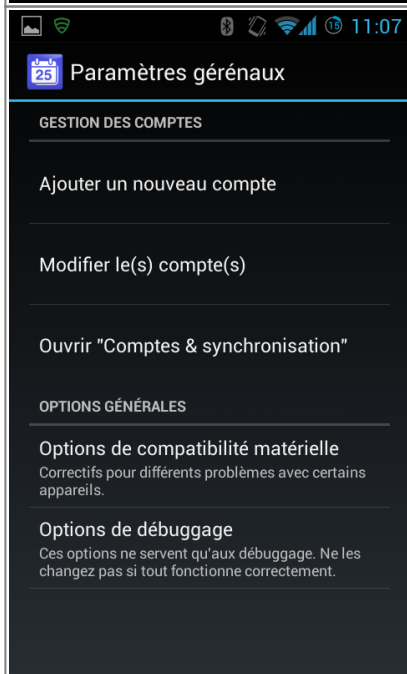 15 11:07
25 Paramètres gérénaux
GESTION DES COMPTES
Ajouter un nouveau compte
Modifier le(s) compte(s)
Ouvrir "Comptes & synchronisation"
OPTIONS GÉNÉRALES
Options de compatibilité matérielle
Correctifs pour différents problèmes avec certains
appareils.
Options de débuggage
Ces options ne servent qu'aux débuggage. Ne les
changez pas si tout fonctionne correctement.